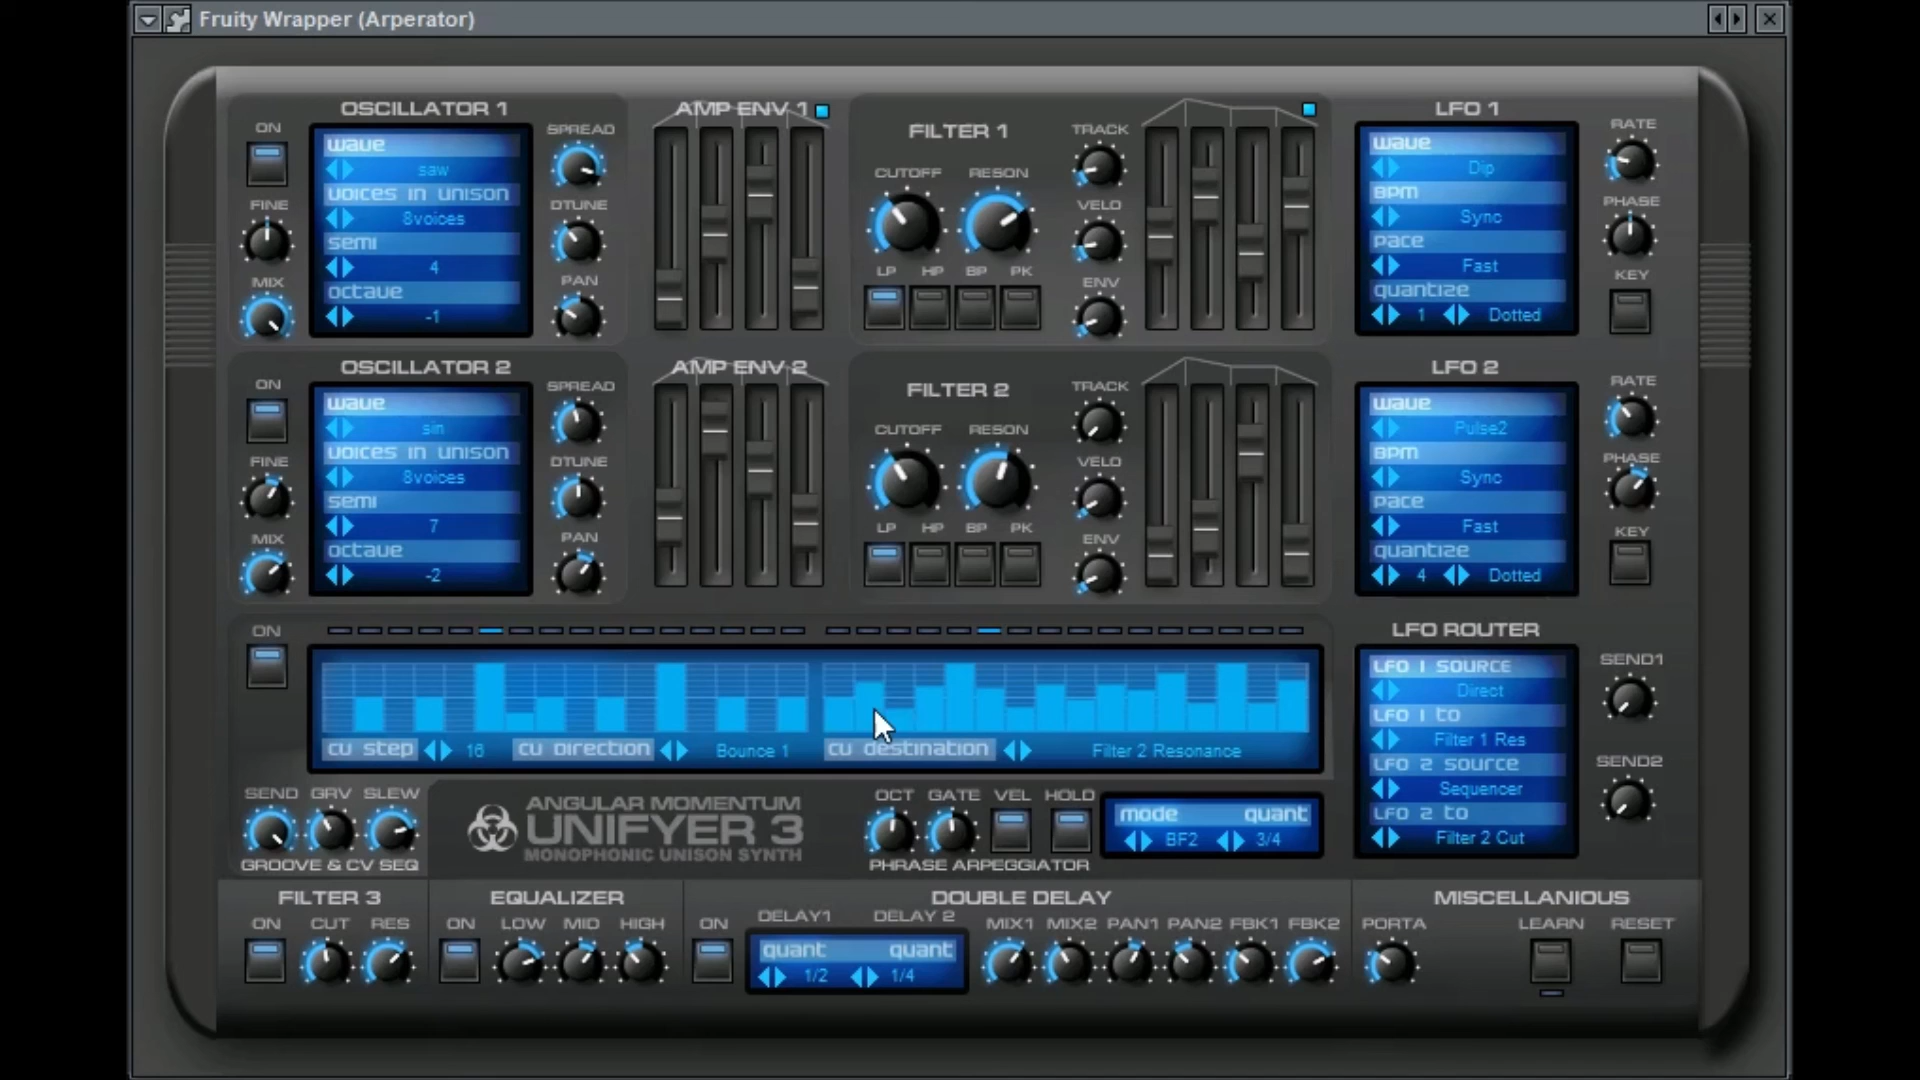 Fruity Wrapper (Arperator)
OSCILLATOR 1
ON
FINE
MIX
wave
saw
voices in unison
8voices
semi
4
octave
-1
SPREAD
DTUNE
PAN
AMP ENV 1
FILTER 1
CUTOFF RESON
LP HP BP PK
TRACK
VELO
ENV
LFO 1
wave
Dip
BPM
Sync
pace
Fast
quantize
1 Dotted
RATE
PHASE
KEY
OSCILLATOR 2
ON
FINE
MIX
wave
sin
voices in unison
8voices
semi
7
octave
-2
SPREAD
DTUNE
PAN
AMP ENV 2
FILTER 2
CUTOFF RESON
LP HP BP PK
TRACK
VELO
ENV
LFO 2
wave
Pulse2
BPM
Sync
pace
Fast
quantize
4 Dotted
RATE
PHASE
KEY
ON
cv step 16 cv direction Bounce 1 cv destination Filter 2 Resonance
LFO ROUTER
LFO 1 source
Direct
LFO 1 to
Filter 1 Res
LFO 2 source
Sequencer
LFO 2 to
Filter 2 Cut
SEND1
SEND2
SEND GRV SLEW
GROOVE & CV SEQ
ANGULAR MOMENTUM
UNIFYER 3
MONOPHONIC UNISON SYNTH
OCT GATE VEL HOLD
PHRASE ARPEGGIATOR
mode quant
BF2 3/4
FILTER 3
ON CUT RES
EQUALIZER
ON LOW MID HIGH
DOUBLE DELAY
ON DELAY1 DELAY 2 MIX1 MIX2 PAN1 PAN2 FBK1 FBK2
quant quant
1/2 1/4
MISCELLANIOUS
PORTA LEARN RESET